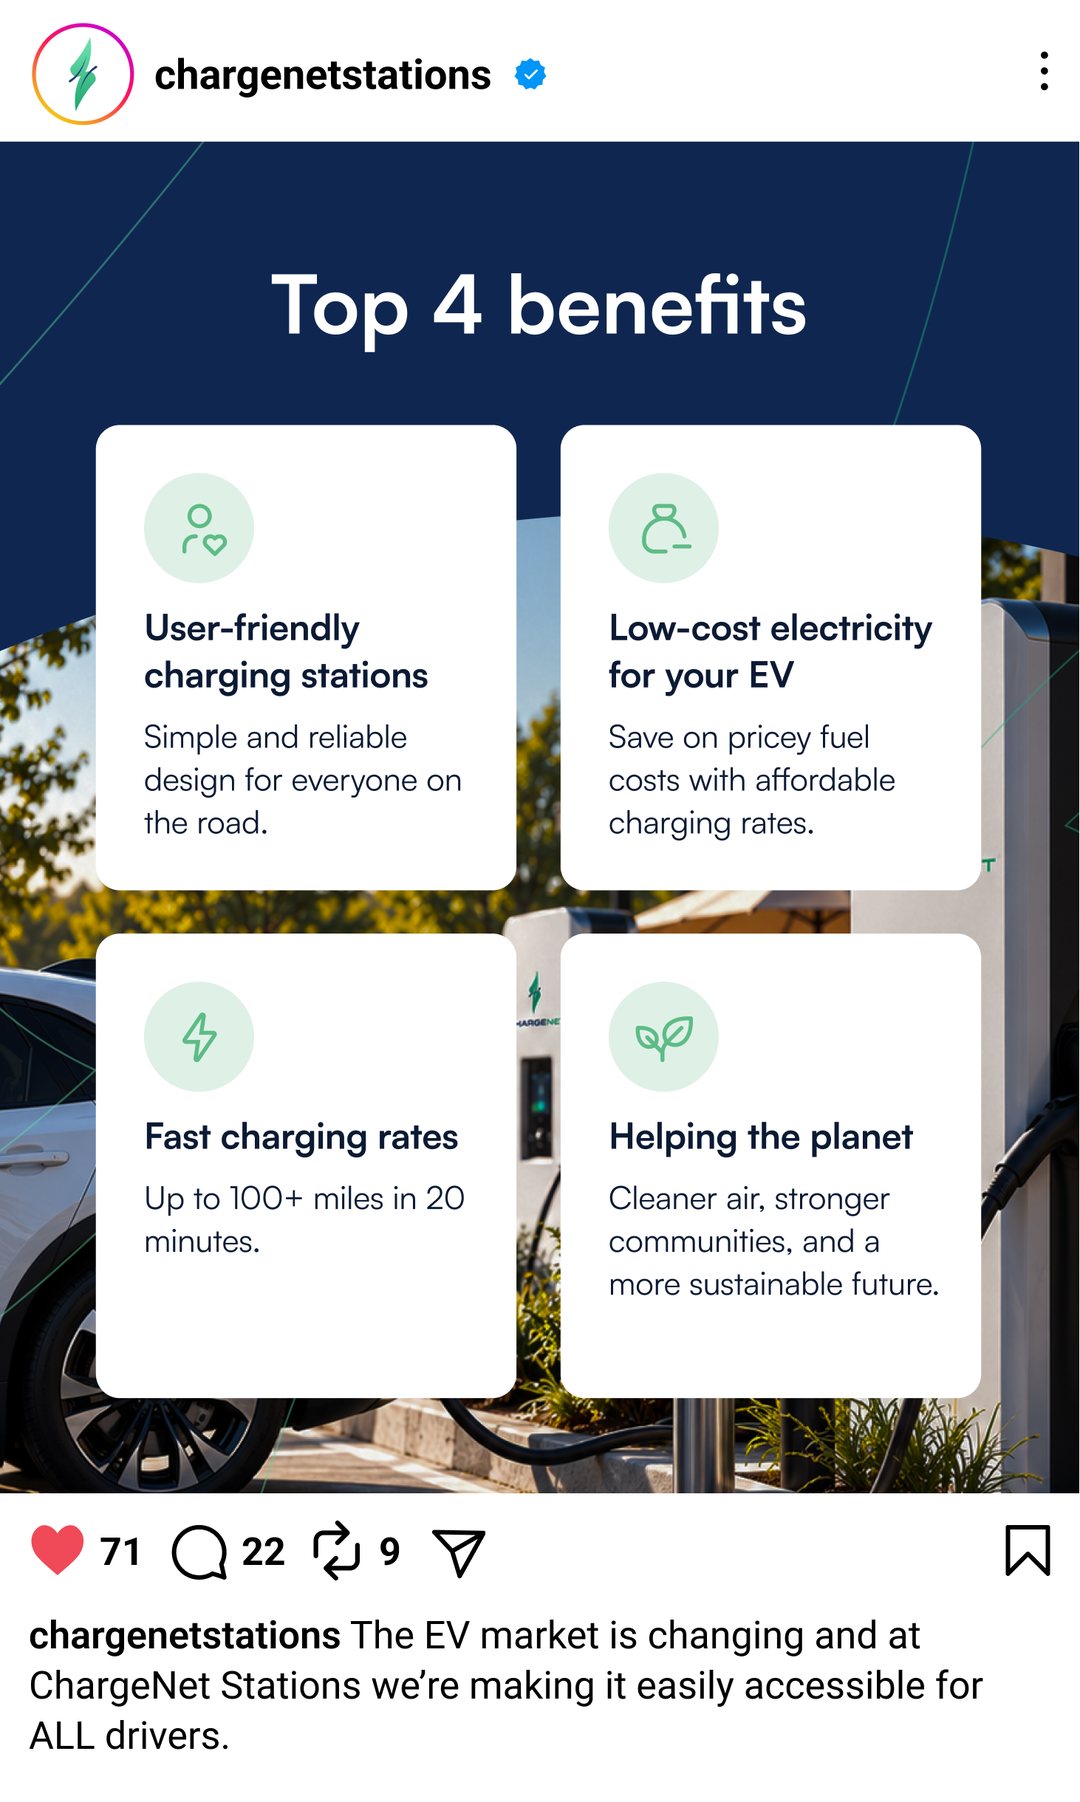 chargenetstations
Top 4 benefits
User-friendly
charging stations
Simple and reliable
design for everyone on
the road.
Low-cost electricity
for your EV
Save on pricey fuel
costs with affordable
charging rates.
T
HARGENE
Fast charging rates
Up to 100+ miles in 20
minutes.
Helping the planet
Cleaner air, stronger
communities, and a
more sustainable future.
71 22 9
chargenetstations The EV market is changing and at
ChargeNet Stations we’re making it easily accessible for
ALL drivers.